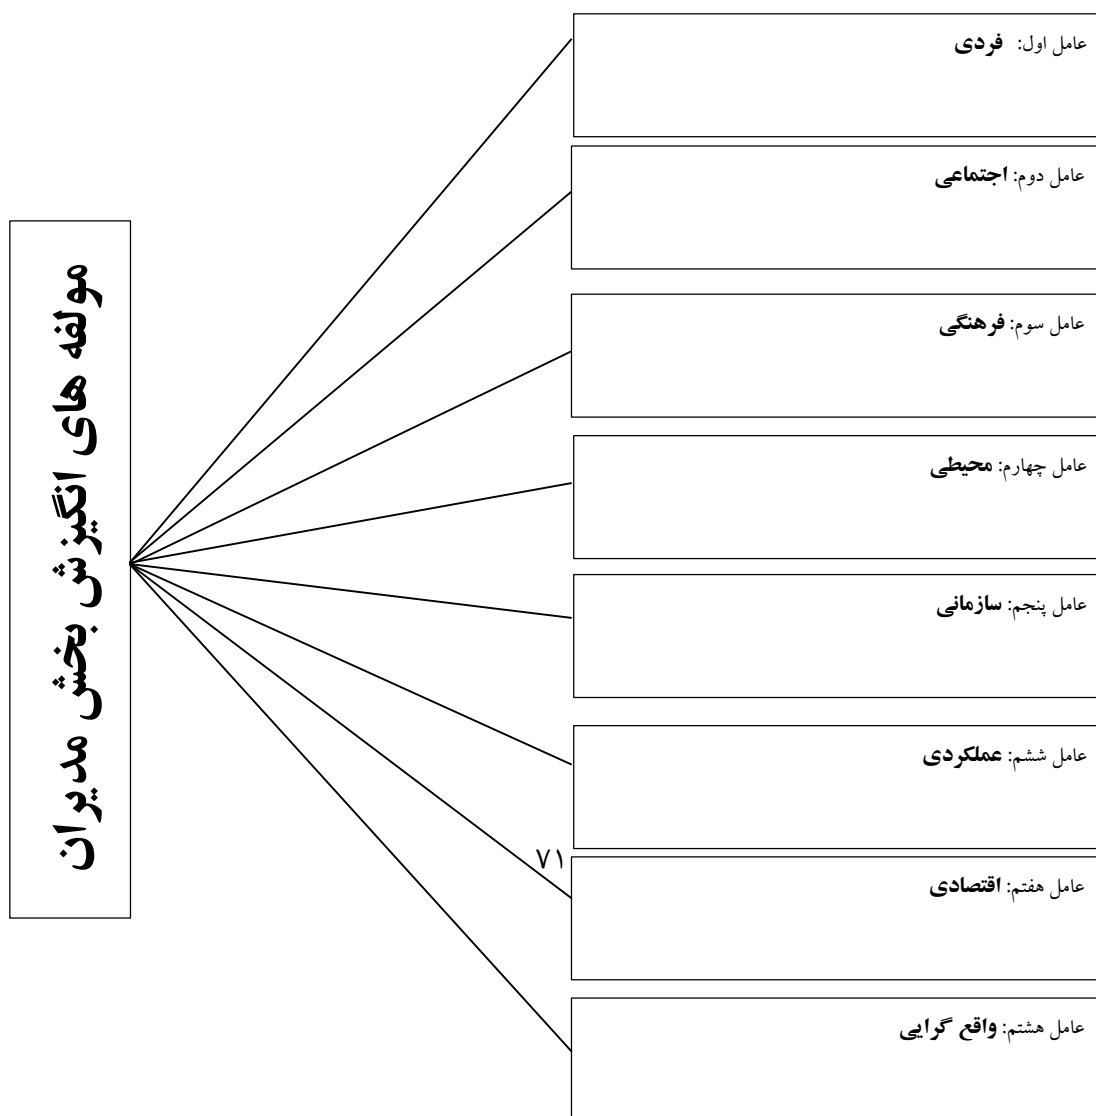 مولفه های انگیزش بخش مدیران
عامل اول: فردی
عامل دوم: اجتماعی
عامل سوم: فرهنگی
عامل چهارم: محیطی
عامل پنجم: سازمانی
عامل ششم: عملکردی
۷۱
عامل هفتم: اقتصادی
عامل هشتم: واقع گرایی